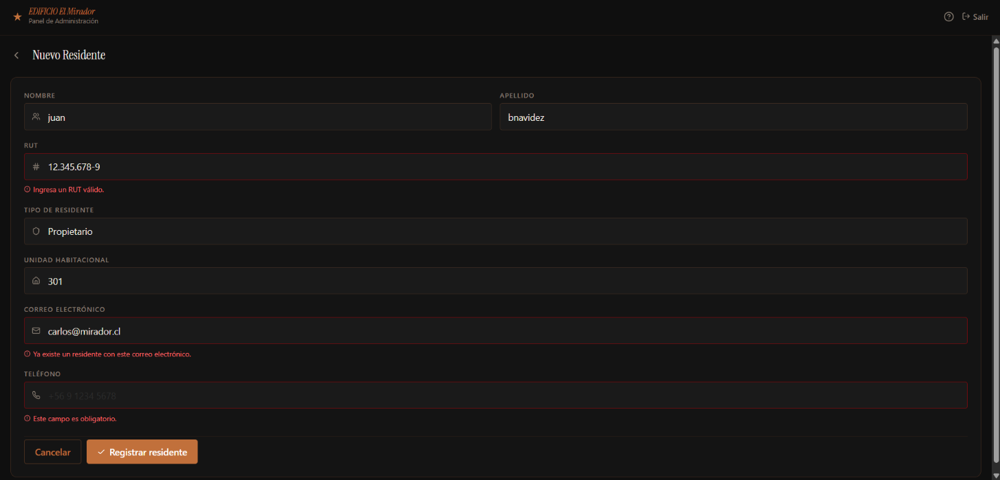 EDIFICIO El Mirador
Panel de Administración
Salir
Nuevo Residente
NOMBRE
juan
APELLIDO
bnavidez
RUT
12.345.678-9
Ingresa un RUT válido.
TIPO DE RESIDENTE
Propietario
UNIDAD HABITACIONAL
301
CORREO ELECTRÓNICO
carlos@mirador.cl
Ya existe un residente con este correo electrónico.
TELÉFONO
+56 9 1234 5678
Este campo es obligatorio.
Cancelar
Registrar residente